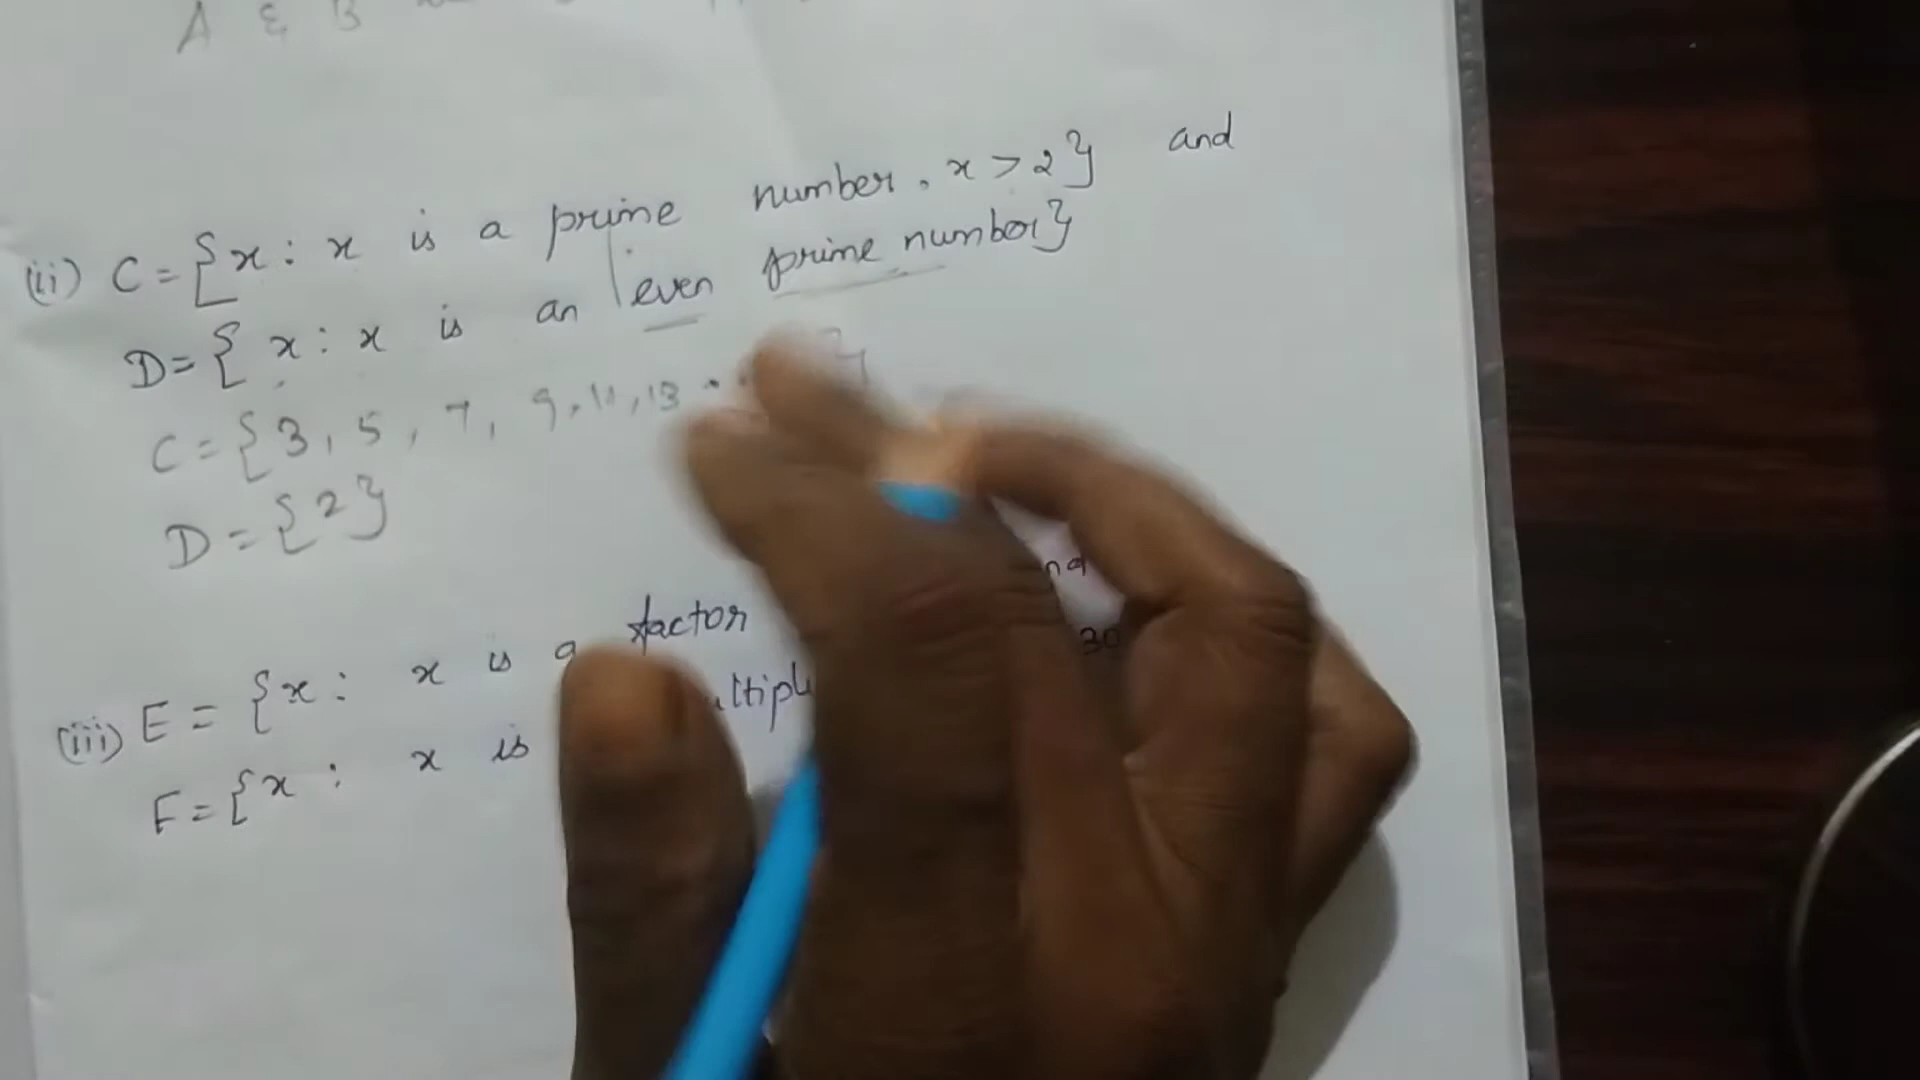 A & B
(ii) C = {x : x is a prime number . x > 2} and
D = { x : x is an even prime number}
C = {3, 5, 7, 9, 11, 13 . . }
D = {2}
(iii) E = {x : x is a factor
F = {x : x is 30